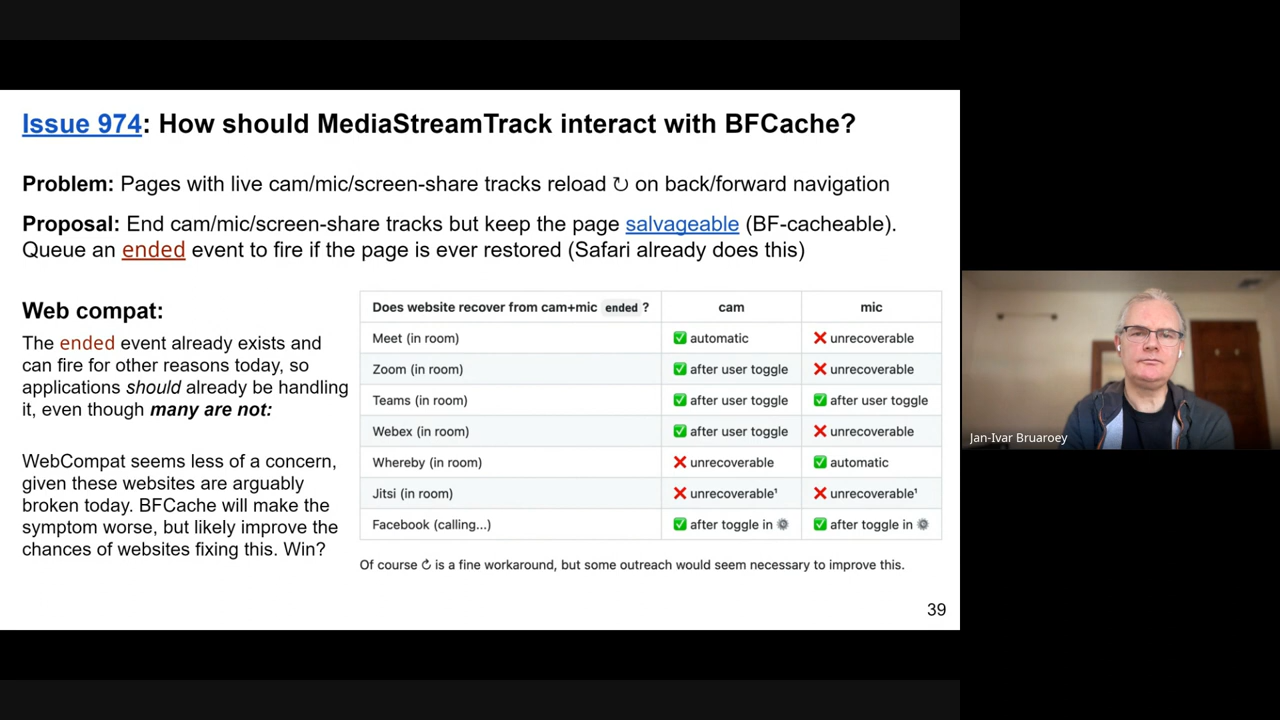 Issue 974: How should MediaStreamTrack interact with BFCache?
Problem: Pages with live cam/mic/screen-share tracks reload ↻ on back/forward navigation
Proposal: End cam/mic/screen-share tracks but keep the page salvageable (BF-cacheable).
Queue an ended event to fire if the page is ever restored (Safari already does this)
Web compat:
The ended event already exists and
can fire for other reasons today, so
applications should already be handling
it, even though many are not:
WebCompat seems less of a concern,
given these websites are arguably
broken today. BFCache will make the
symptom worse, but likely improve the
chances of websites fixing this. Win?
Does website recover from cam+mic ended ? cam mic
Meet (in room) ✅ automatic ❌ unrecoverable
Zoom (in room) ✅ after user toggle ❌ unrecoverable
Teams (in room) ✅ after user toggle ✅ after user toggle
Webex (in room) ✅ after user toggle ❌ unrecoverable
Whereby (in room) ❌ unrecoverable ✅ automatic
Jitsi (in room) ❌ unrecoverable¹ ❌ unrecoverable¹
Facebook (calling...) ✅ after toggle in ⚙ ✅ after toggle in ⚙
Of course ↻ is a fine workaround, but some outreach would seem necessary to improve this.
39
Jan-Ivar Bruaroey